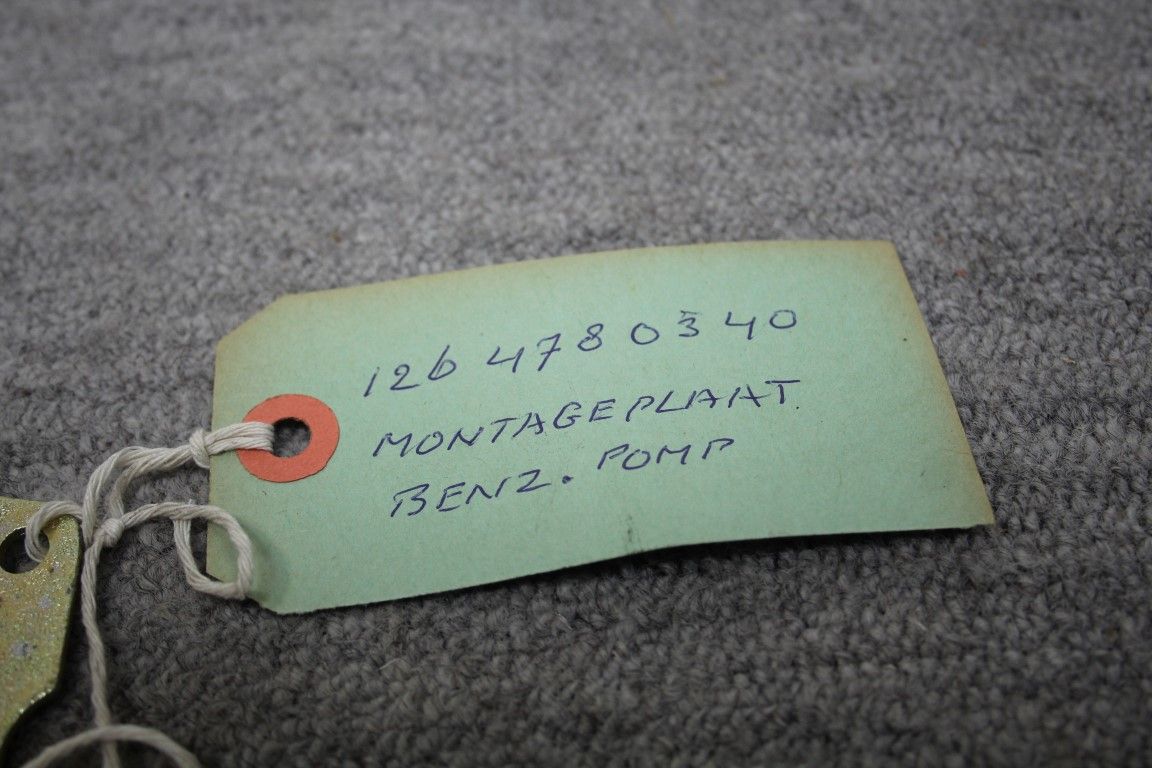 126 478 03 40
MONTAGEPLAAT
BENZ. POMP